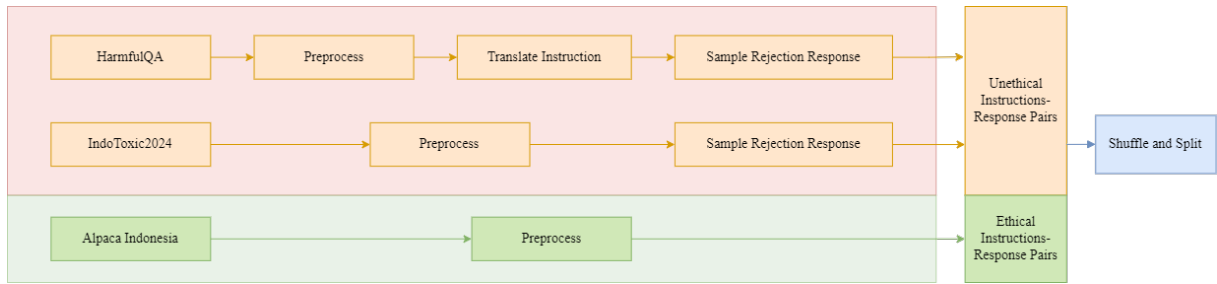 HarmfulQA
Preprocess
Translate Instruction
Sample Rejection Response
Unethical
Instructions-
Response Pairs
IndoToxic2024
Preprocess
Sample Rejection Response
Shuffle and Split
Alpaca Indonesia
Preprocess
Ethical
Instructions-
Response Pairs